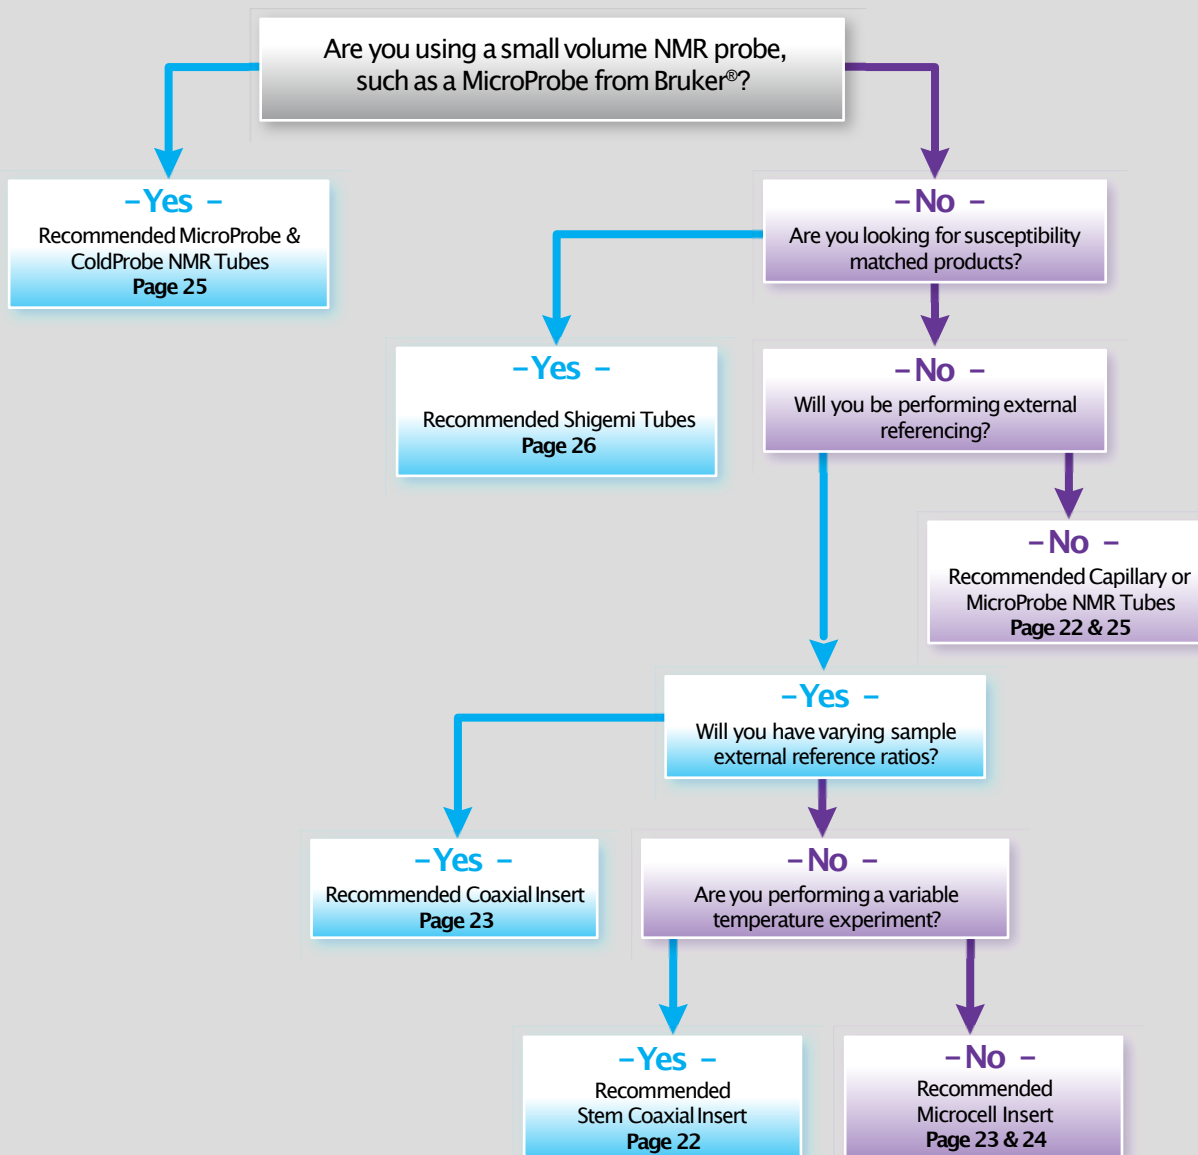 Are you using a small volume NMR probe,
such as a MicroProbe from Bruker®?
– Yes –
Recommended MicroProbe &
ColdProbe NMR Tubes
Page 25
– No –
Are you looking for susceptibility
matched products?
– Yes –
Recommended Shigemi Tubes
Page 26
– No –
Will you be performing external
referencing?
– No –
Recommended Capillary or
MicroProbe NMR Tubes
Page 22 & 25
– Yes –
Will you have varying sample
external reference ratios?
– Yes –
Recommended Coaxial Insert
Page 23
– No –
Are you performing a variable
temperature experiment?
– Yes –
Recommended
Stem Coaxial Insert
Page 22
– No –
Recommended
Microcell Insert
Page 23 & 24